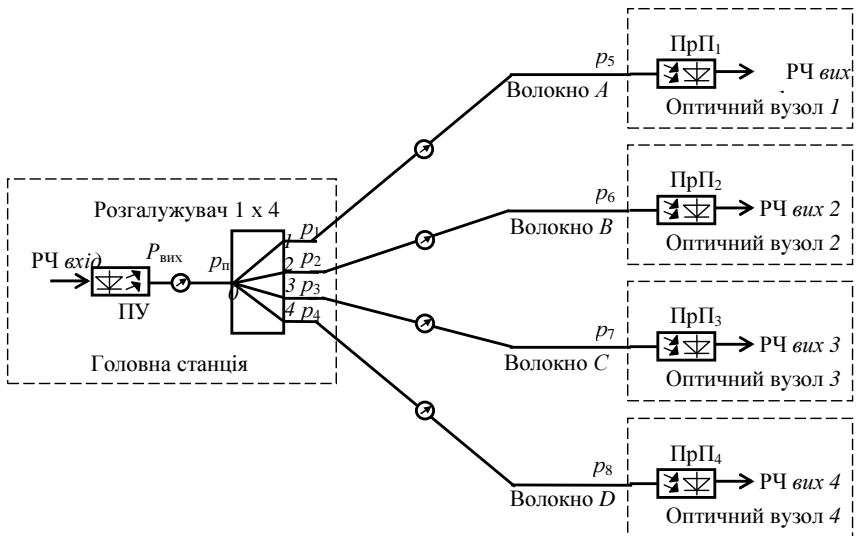 ПрП₁
p₅
РЧ вих
Волокно A
Оптичний вузол 1
ПрП₂
p₆
РЧ вих 2
Волокно B
Оптичний вузол 2
Розгалужувач 1 x 4
1 p₁
2 p₂
3 p₃
4 p₄
0
РЧ вхід
Pвих
pп
ПУ
Головна станція
ПрП₃
p₇
РЧ вих 3
Волокно C
Оптичний вузол 3
ПрП₄
p₈
РЧ вих 4
Волокно D
Оптичний вузол 4